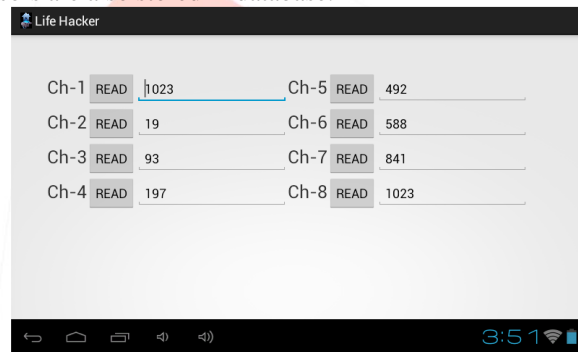 Life Hacker
Ch-1 READ 1023 Ch-5 READ 492
Ch-2 READ 19 Ch-6 READ 588
Ch-3 READ 93 Ch-7 READ 841
Ch-4 READ 197 Ch-8 READ 1023
3:51